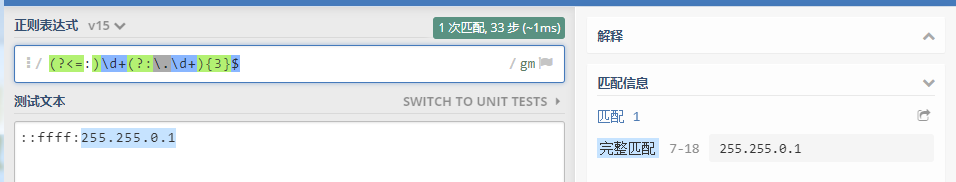 正则表达式 v15
1 次匹配, 33 步 (~1ms)
/ (?<=:)\d+(?:\.\d+){3}$ / gm
测试文本
SWITCH TO UNIT TESTS
::ffff:255.255.0.1
解释
匹配信息
匹配 1
完整匹配 7-18 255.255.0.1